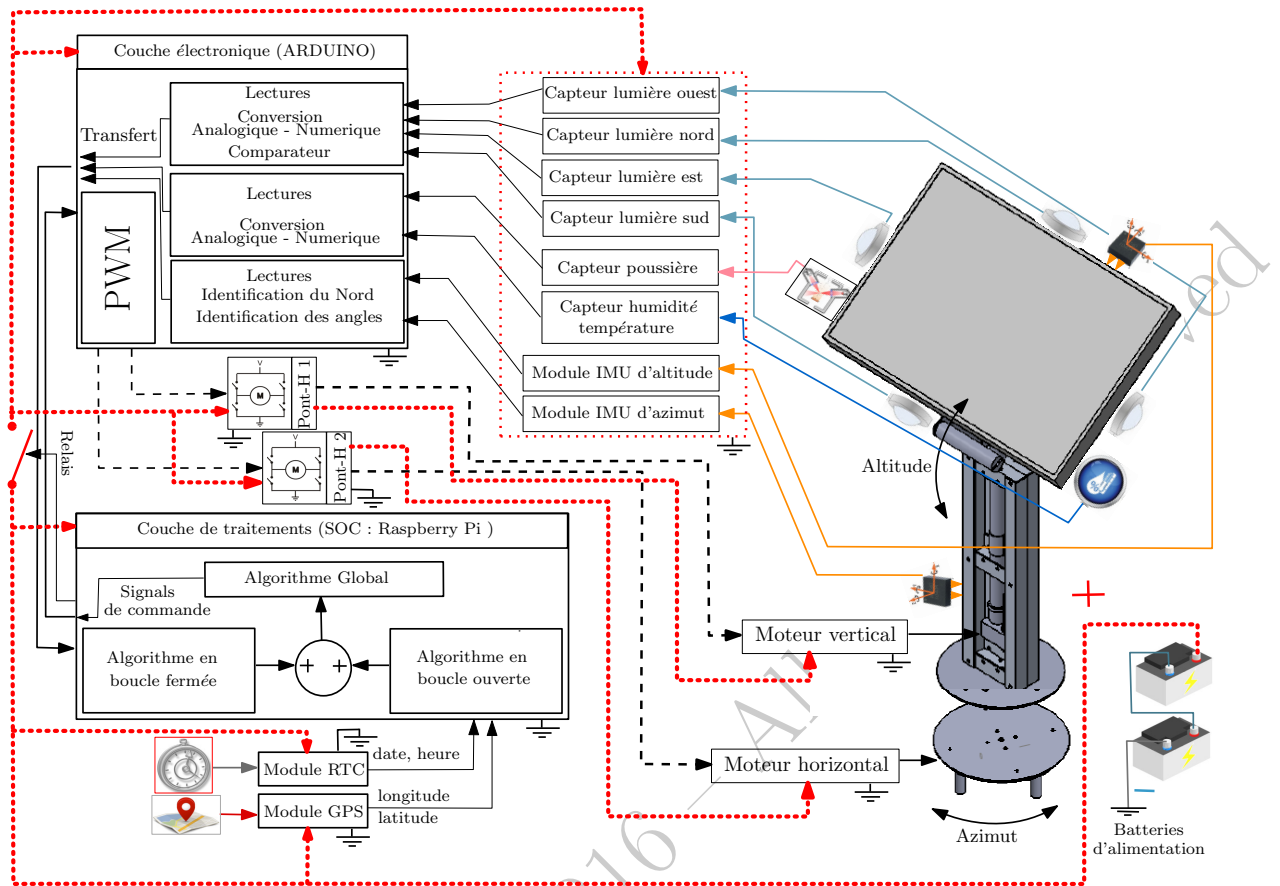 Couche électronique (ARDUINO)
Lectures
Conversion
Analogique - Numerique
Comparateur
Transfert
Lectures
Conversion
Analogique - Numerique
PWM
Lectures
Identification du Nord
Identification des angles
Capteur lumière ouest
Capteur lumière nord
Capteur lumière est
Capteur lumière sud
Capteur poussière
Capteur humidité
température
Module IMU d'altitude
Module IMU d'azimut
V
M
Pont-H 1
V
M
Pont-H 2
Relais
Altitude
Couche de traitements (SOC : Raspberry Pi )
Algorithme Global
Signals
de commande
Algorithme en
boucle fermée
+ +
Algorithme en
boucle ouverte
Moteur vertical
Moteur horizontal
Module RTC
date, heure
Module GPS
longitude
latitude
Azimut
+
Batteries
d'alimentation